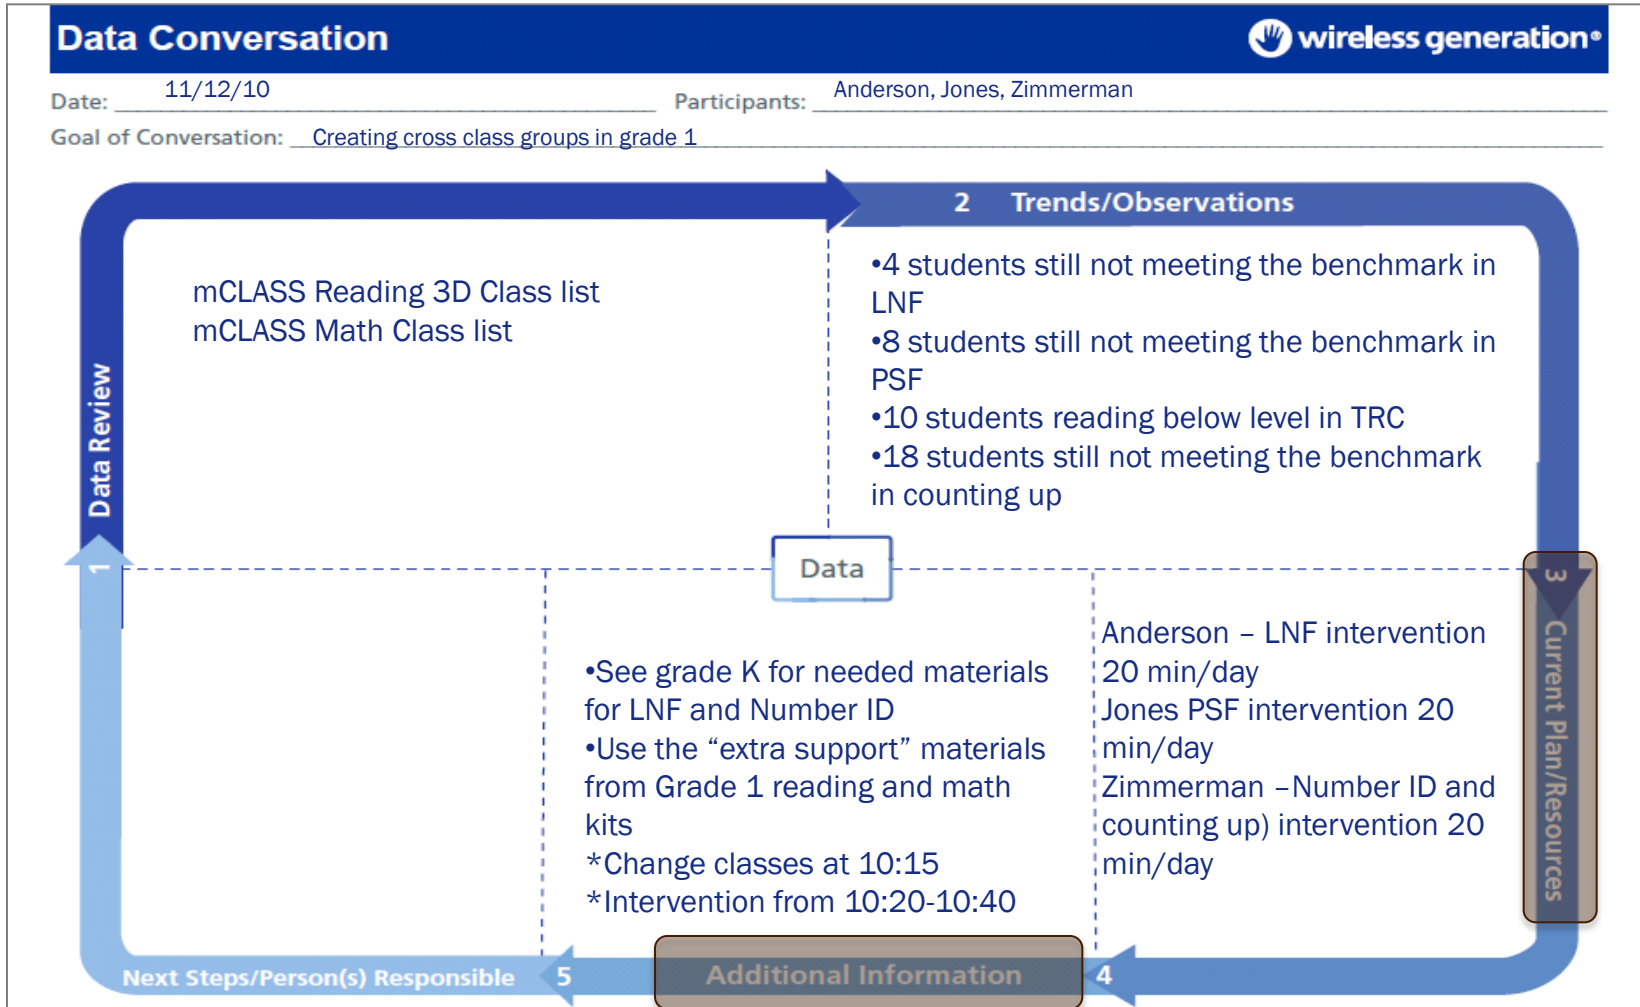 Data Conversation
wireless generation®
Date: 11/12/10 Participants: Anderson, Jones, Zimmerman
Goal of Conversation: Creating cross class groups in grade 1
1 Data Review
mCLASS Reading 3D Class list
mCLASS Math Class list
2 Trends/Observations
•4 students still not meeting the benchmark in
LNF
•8 students still not meeting the benchmark in
PSF
•10 students reading below level in TRC
•18 students still not meeting the benchmark
in counting up
Data
3 Current Plan/Resources
Anderson – LNF intervention
20 min/day
Jones PSF intervention 20
min/day
Zimmerman –Number ID and
counting up) intervention 20
min/day
4 Additional Information
•See grade K for needed materials
for LNF and Number ID
•Use the “extra support” materials
from Grade 1 reading and math
kits
*Change classes at 10:15
*Intervention from 10:20-10:40
5 Next Steps/Person(s) Responsible